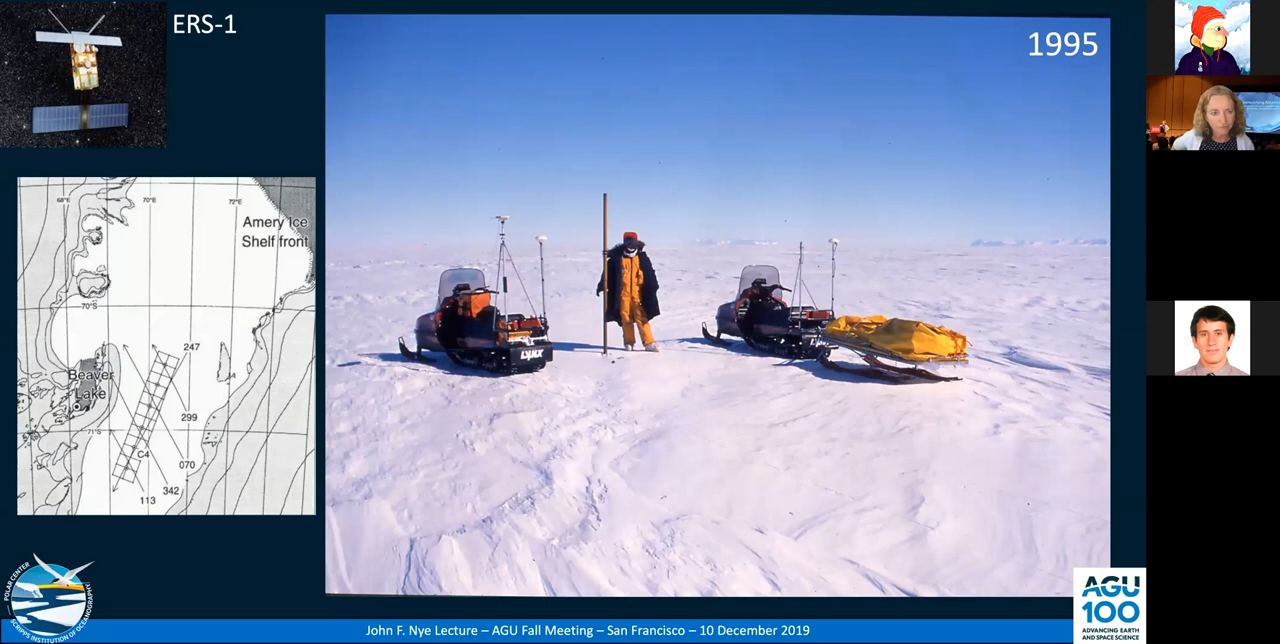 ERS-1
1995
68°E
70°E
72°E
Amery Ice
Shelf front
70°S
247
Beaver
Lake
299
71°S
C4
070
342
113
LYNX
POLAR CENTER
SCRIPPS INSTITUTION OF OCEANOGRAPHY
John F. Nye Lecture – AGU Fall Meeting – San Francisco – 10 December 2019
AGU
100
ADVANCING EARTH
AND SPACE SCIENCE